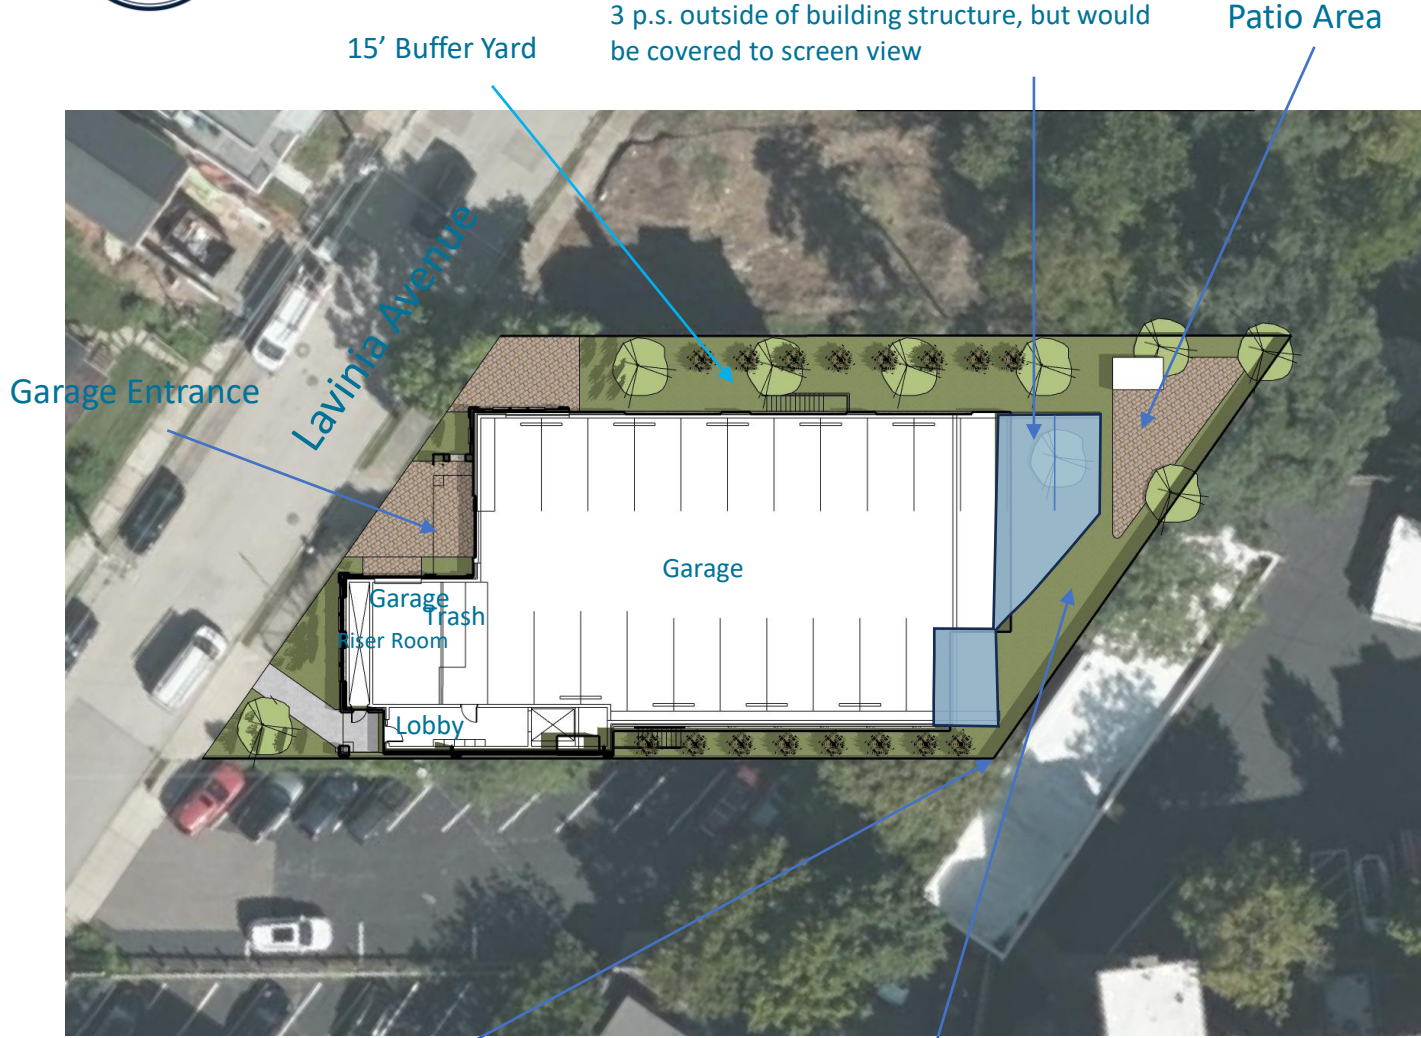 3 p.s. outside of building structure, but would
be covered to screen view
Patio Area
15’ Buffer Yard
Lavinia Avenue
Garage Entrance
Garage
Garage
Trash
Riser Room
Lobby